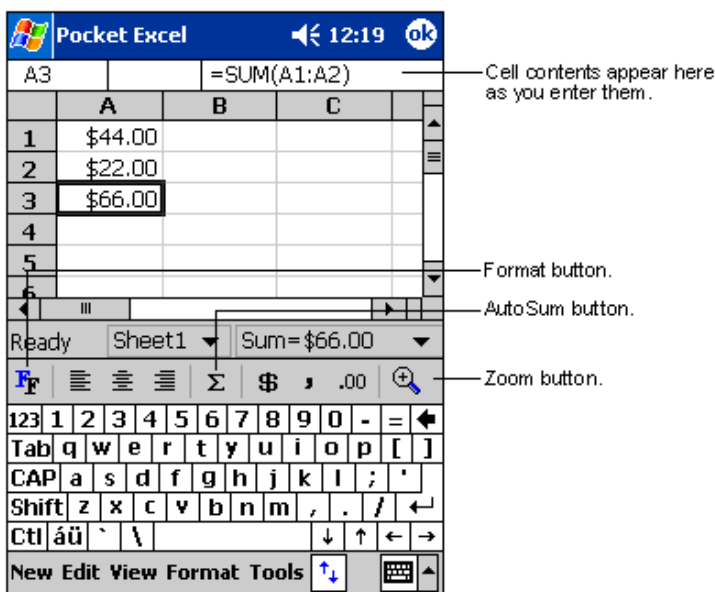 Pocket Excel 12:19 ok
A3 =SUM(A1:A2)
Cell contents appear here
as you enter them.
A B C
1 $44.00
2 $22.00
3 $66.00
4
5
6
Format button.
AutoSum button.
Ready Sheet1 Sum=$66.00
FF Σ $ , .00
Zoom button.
123 1 2 3 4 5 6 7 8 9 0 - =
Tab q w e r t y u i o p [ ]
CAP a s d f g h j k l ; '
Shift z x c v b n m , . /
Ctl áü ` \ ↓ ↑ ← →
New Edit View Format Tools